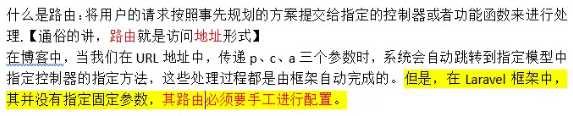 什么是路由：将用户的请求按照事先规划的方案提交给指定的控制器或者功能函数来进行处
理.【通俗的讲，路由就是访问地址形式】
在博客中，当我们在 URL 地址中，传递 p、c、a 三个参数时，系统会自动跳转到指定模型中
指定控制器的指定方法，这些处理过程都是由框架自动完成的。但是，在 Laravel 框架中，
其并没有指定固定参数，其路由必须要手工进行配置。